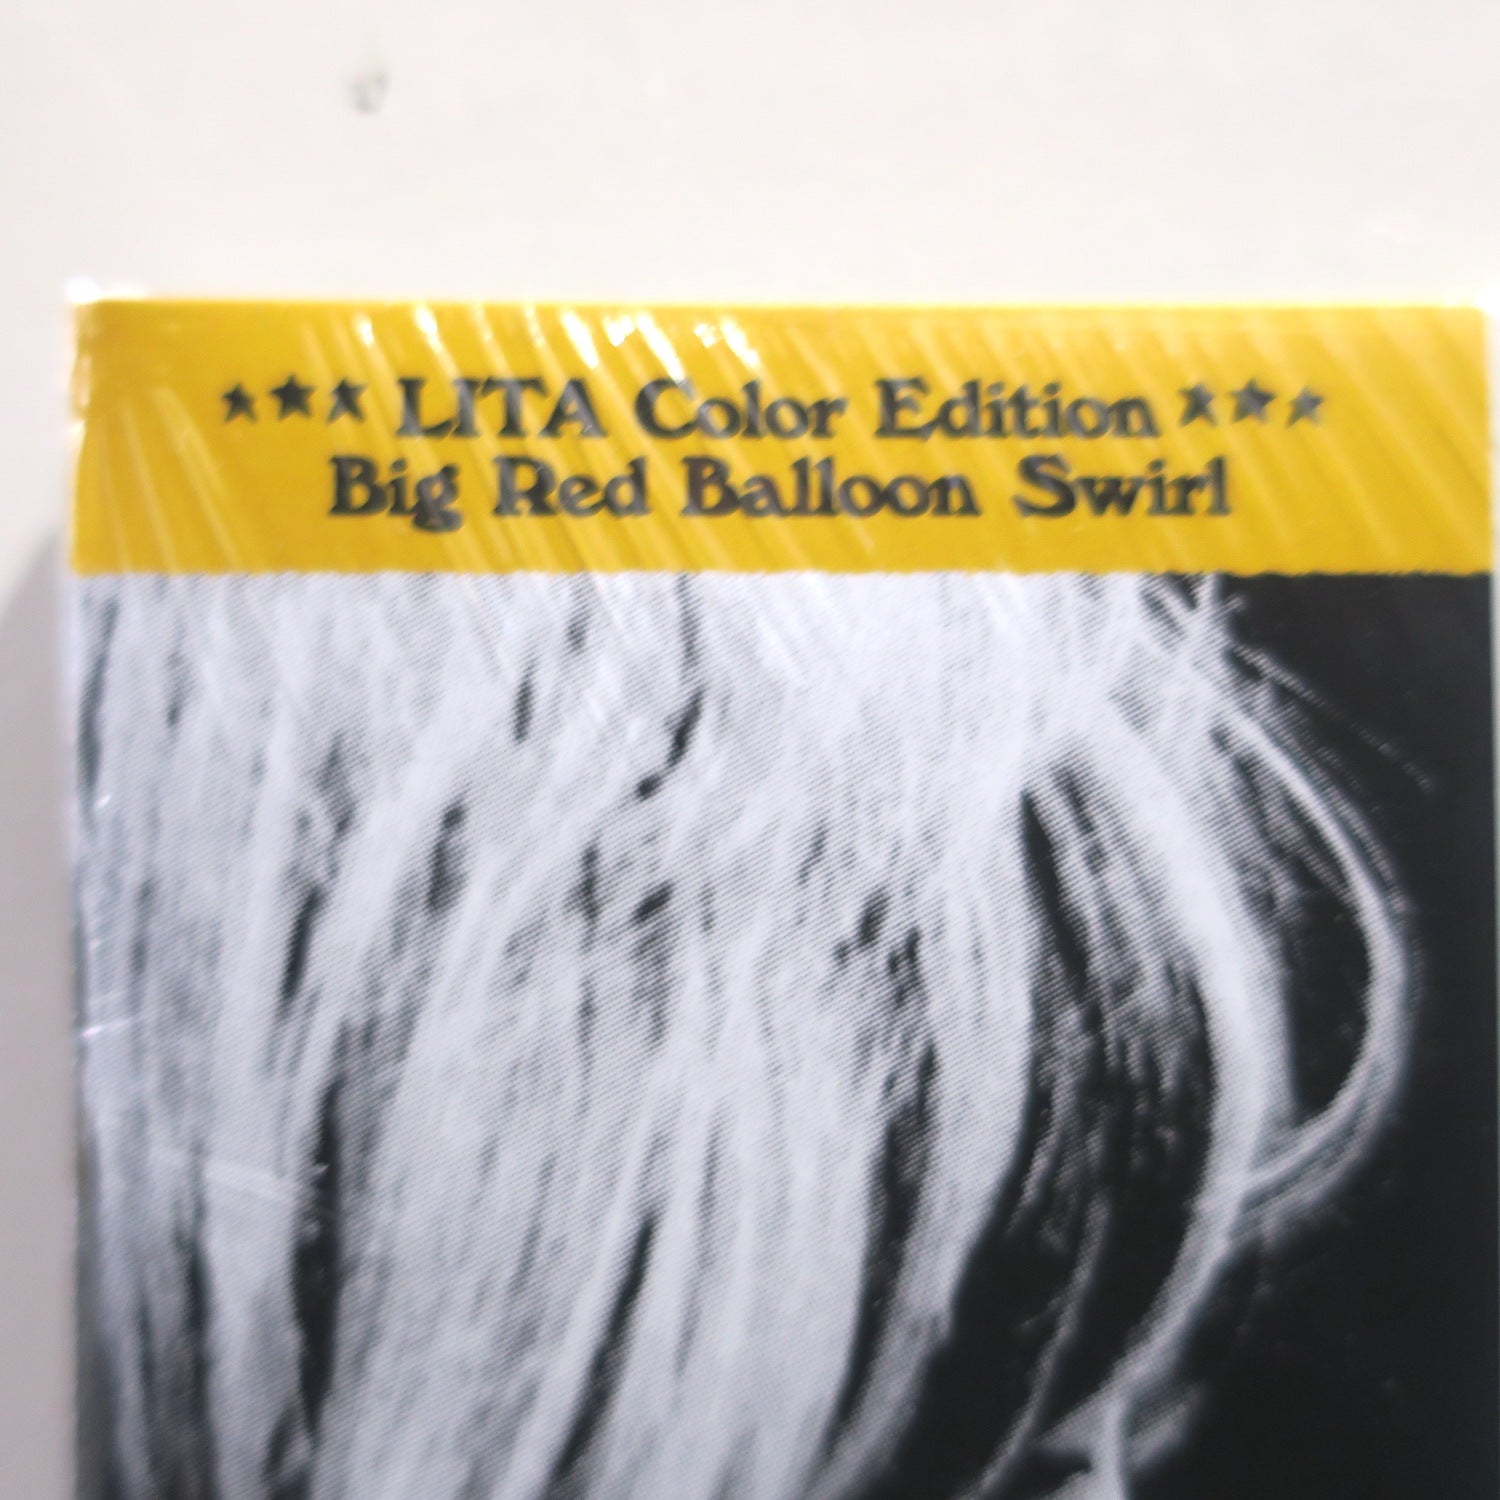 ★★★ LITA Color Edition ★★★
Big Red Balloon Swirl